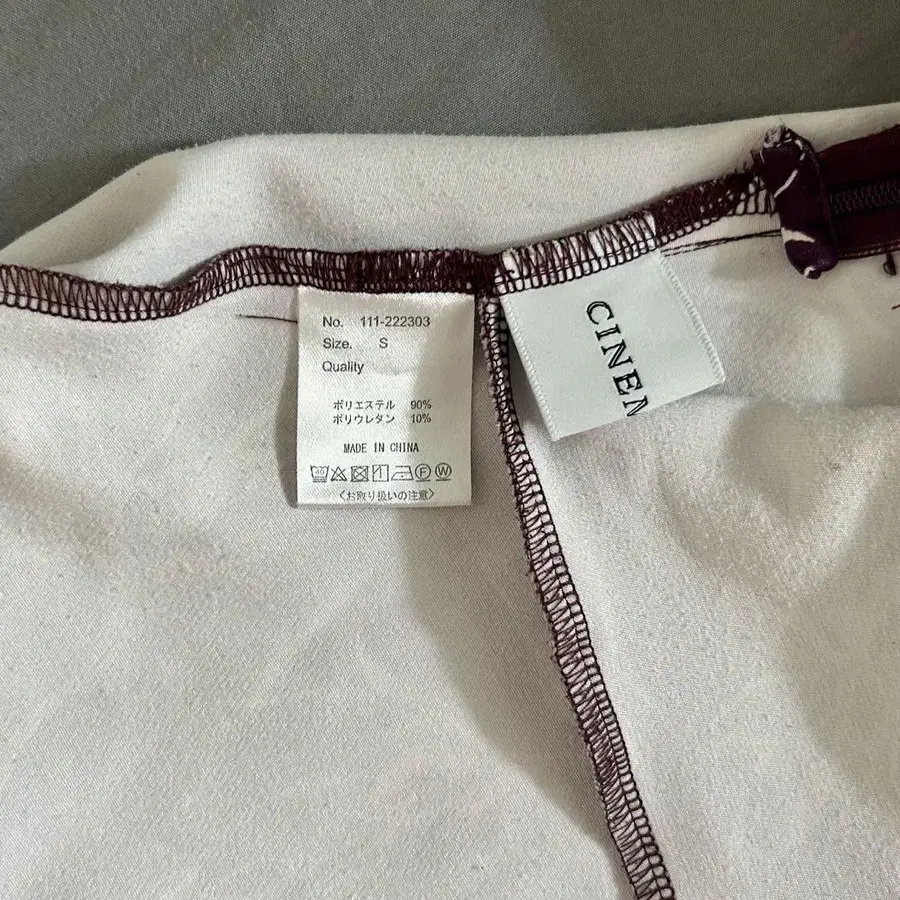 No. 111-222303
Size. S
Quality
ポリエステル 90%
ポリウレタン 10%
MADE IN CHINA
40 F W
〈お取り扱いの注意〉
CINEM